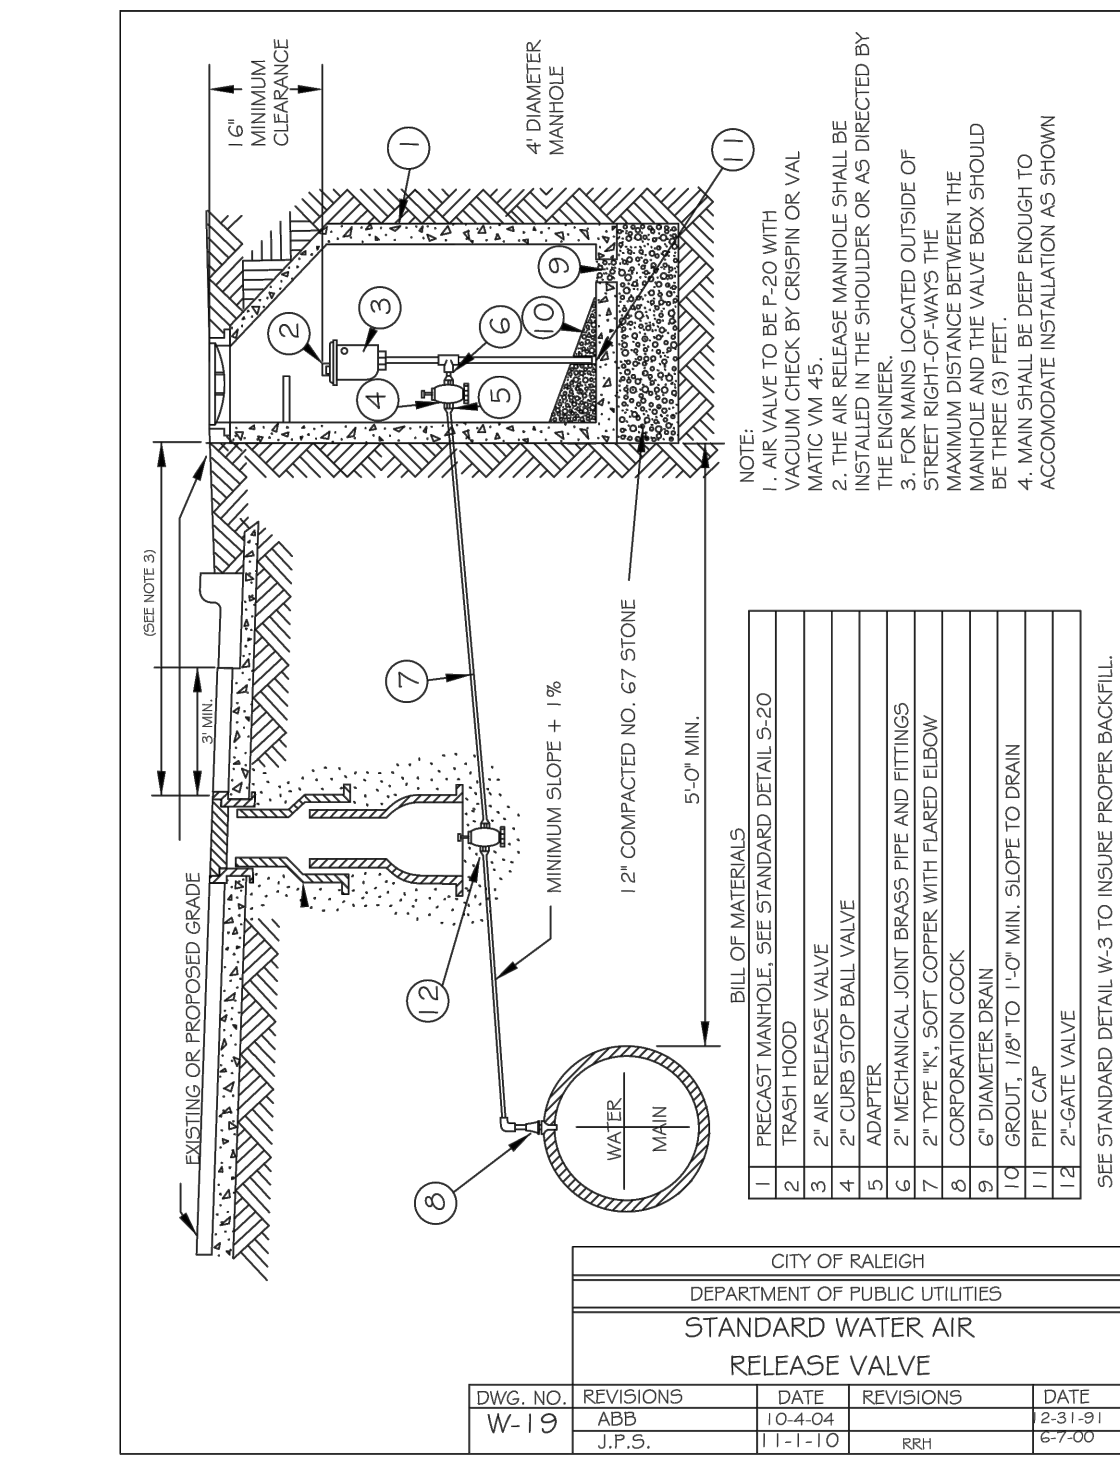 16"
MINIMUM
CLEARANCE
4' DIAMETER
MANHOLE
1
2
3
4
5
6
7
8
9
10
11
12
(SEE NOTE 3)
3' MIN.
EXISTING OR PROPOSED GRADE
MINIMUM SLOPE + 1%
12" COMPACTED NO. 67 STONE
5'-0" MIN.
WATER
MAIN
NOTE:
1. AIR VALVE TO BE P-20 WITH
VACUUM CHECK BY CRISPIN OR VAL
MATIC VM 45.
2. THE AIR RELEASE MANHOLE SHALL BE
INSTALLED IN THE SHOULDER OR AS DIRECTED BY
THE ENGINEER.
3. FOR MAINS LOCATED OUTSIDE OF
STREET RIGHT-OF-WAYS THE
MAXIMUM DISTANCE BETWEEN THE
MANHOLE AND THE VALVE BOX SHOULD
BE THREE (3) FEET.
4. MAIN SHALL BE DEEP ENOUGH TO
ACCOMODATE INSTALLATION AS SHOWN
BILL OF MATERIALS
1 PRECAST MANHOLE, SEE STANDARD DETAIL S-20
2 TRASH HOOD
3 2" AIR RELEASE VALVE
4 2" CURB STOP BALL VALVE
5 ADAPTER
6 2" MECHANICAL JOINT BRASS PIPE AND FITTINGS
7 2" TYPE "K", SOFT COPPER WITH FLARED ELBOW
8 CORPORATION COCK
9 6" DIAMETER DRAIN
10 GROUT, 1/8" TO 1'-0" MIN. SLOPE TO DRAIN
11 PIPE CAP
12 2"-GATE VALVE
SEE STANDARD DETAIL W-3 TO INSURE PROPER BACKFILL.
CITY OF RALEIGH
DEPARTMENT OF PUBLIC UTILITIES
STANDARD WATER AIR
RELEASE VALVE
DWG. NO. REVISIONS DATE REVISIONS DATE
W-19 ABB 10-4-04 12-31-91
J.P.S. 11-1-10 RRH 6-7-00